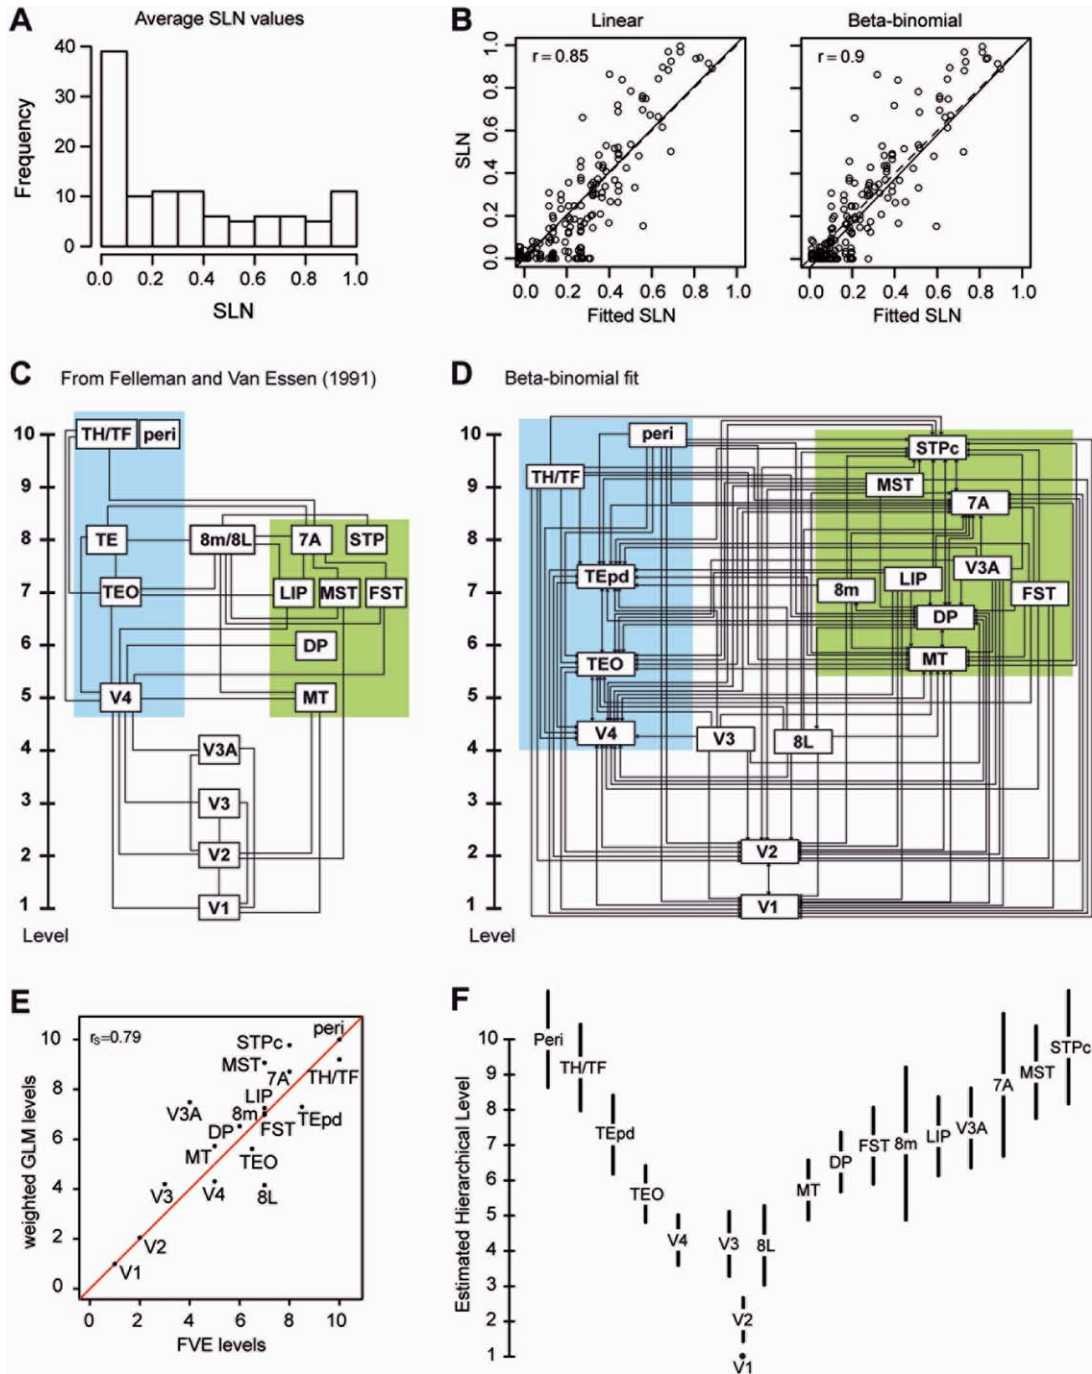 A Average SLN values
Frequency
40
30
20
10
0
0.0 0.2 0.4 0.6 0.8 1.0
SLN
B Linear Beta-binomial
r = 0.85 r = 0.9
SLN
1.0
0.8
0.6
0.4
0.2
0.0
0.0 0.2 0.4 0.6 0.8 1.0 0.0 0.2 0.4 0.6 0.8 1.0
Fitted SLN Fitted SLN
C From Felleman and Van Essen (1991)
10
9
8
7
6
5
4
3
2
1
Level
TH/TF peri
TE 8m/8L 7A STP
TEO LIP MST FST
DP
V4 MT
V3A
V3
V2
V1
D Beta-binomial fit
10
9
8
7
6
5
4
3
2
1
Level
peri STPc
TH/TF MST
7A
TEpd LIP V3A
8m FST
DP
TEO MT
V4 V3 8L
V2
V1
E
rS=0.79
weighted GLM levels
10
8
6
4
2
0
peri
STPc
MST TH/TF
7A
LIP
V3A 8m TEpd
DP FST
MT TEO
V3 V4 8L
V2
V1
0 2 4 6 8 10
FVE levels
F
Estimated Hierarchical Level
10
9
8
7
6
5
4
3
2
1
Peri STPc
TH/TF MST
7A
TEpd FST 8m LIP V3A
DP
TEO MT
V4 V3 8L
V2
V1